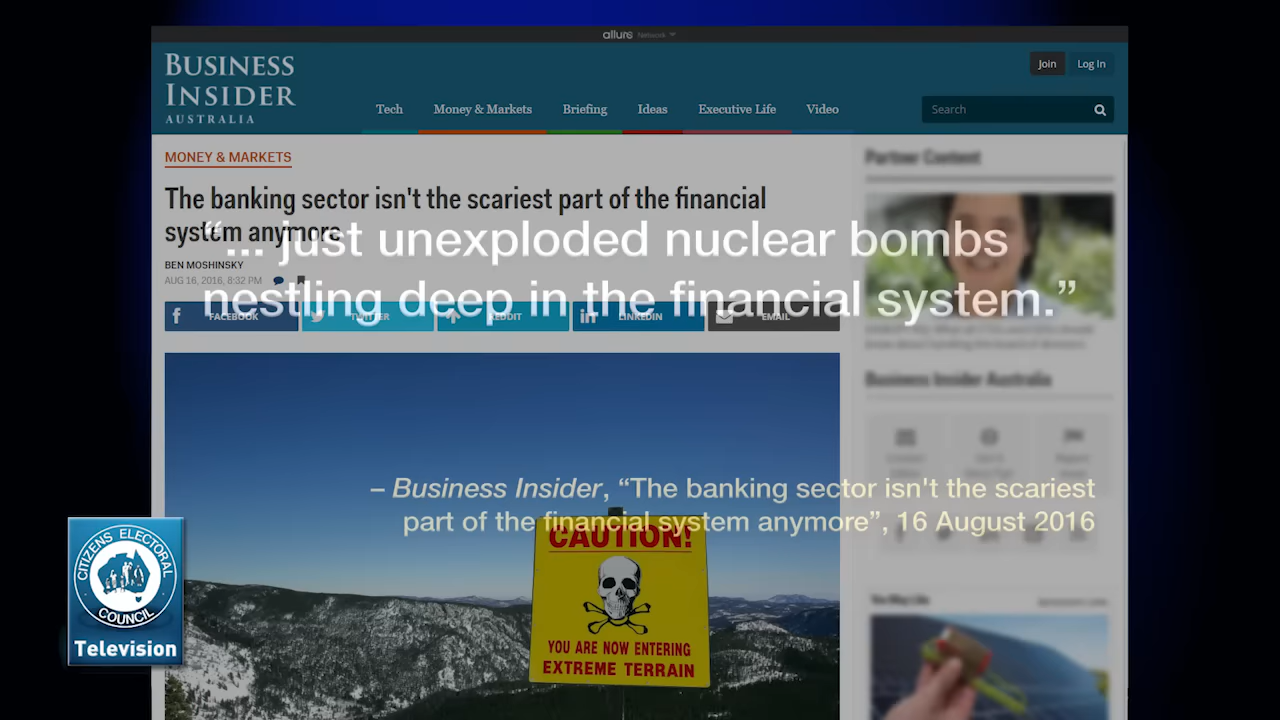 allure Network
BUSINESS
INSIDER
AUSTRALIA
Join
Log In
Tech
Money & Markets
Briefing
Ideas
Executive Life
Video
Search
MONEY & MARKETS
Partner Content
The banking sector isn't the scariest part of the financial
system anymore
“... just unexploded nuclear bombs
nestling deep in the financial system.”
BEN MOSHINSKY
AUG 16, 2016, 8:32 PM
FACEBOOK
TWITTER
REDDIT
LINKEDIN
EMAIL
Business Insider Australia
– Business Insider, “The banking sector isn't the scariest
part of the financial system anymore”, 16 August 2016
CAUTION!
YOU ARE NOW ENTERING
EXTREME TERRAIN
You May Like
CITIZENS ELECTORAL
COUNCIL
Television